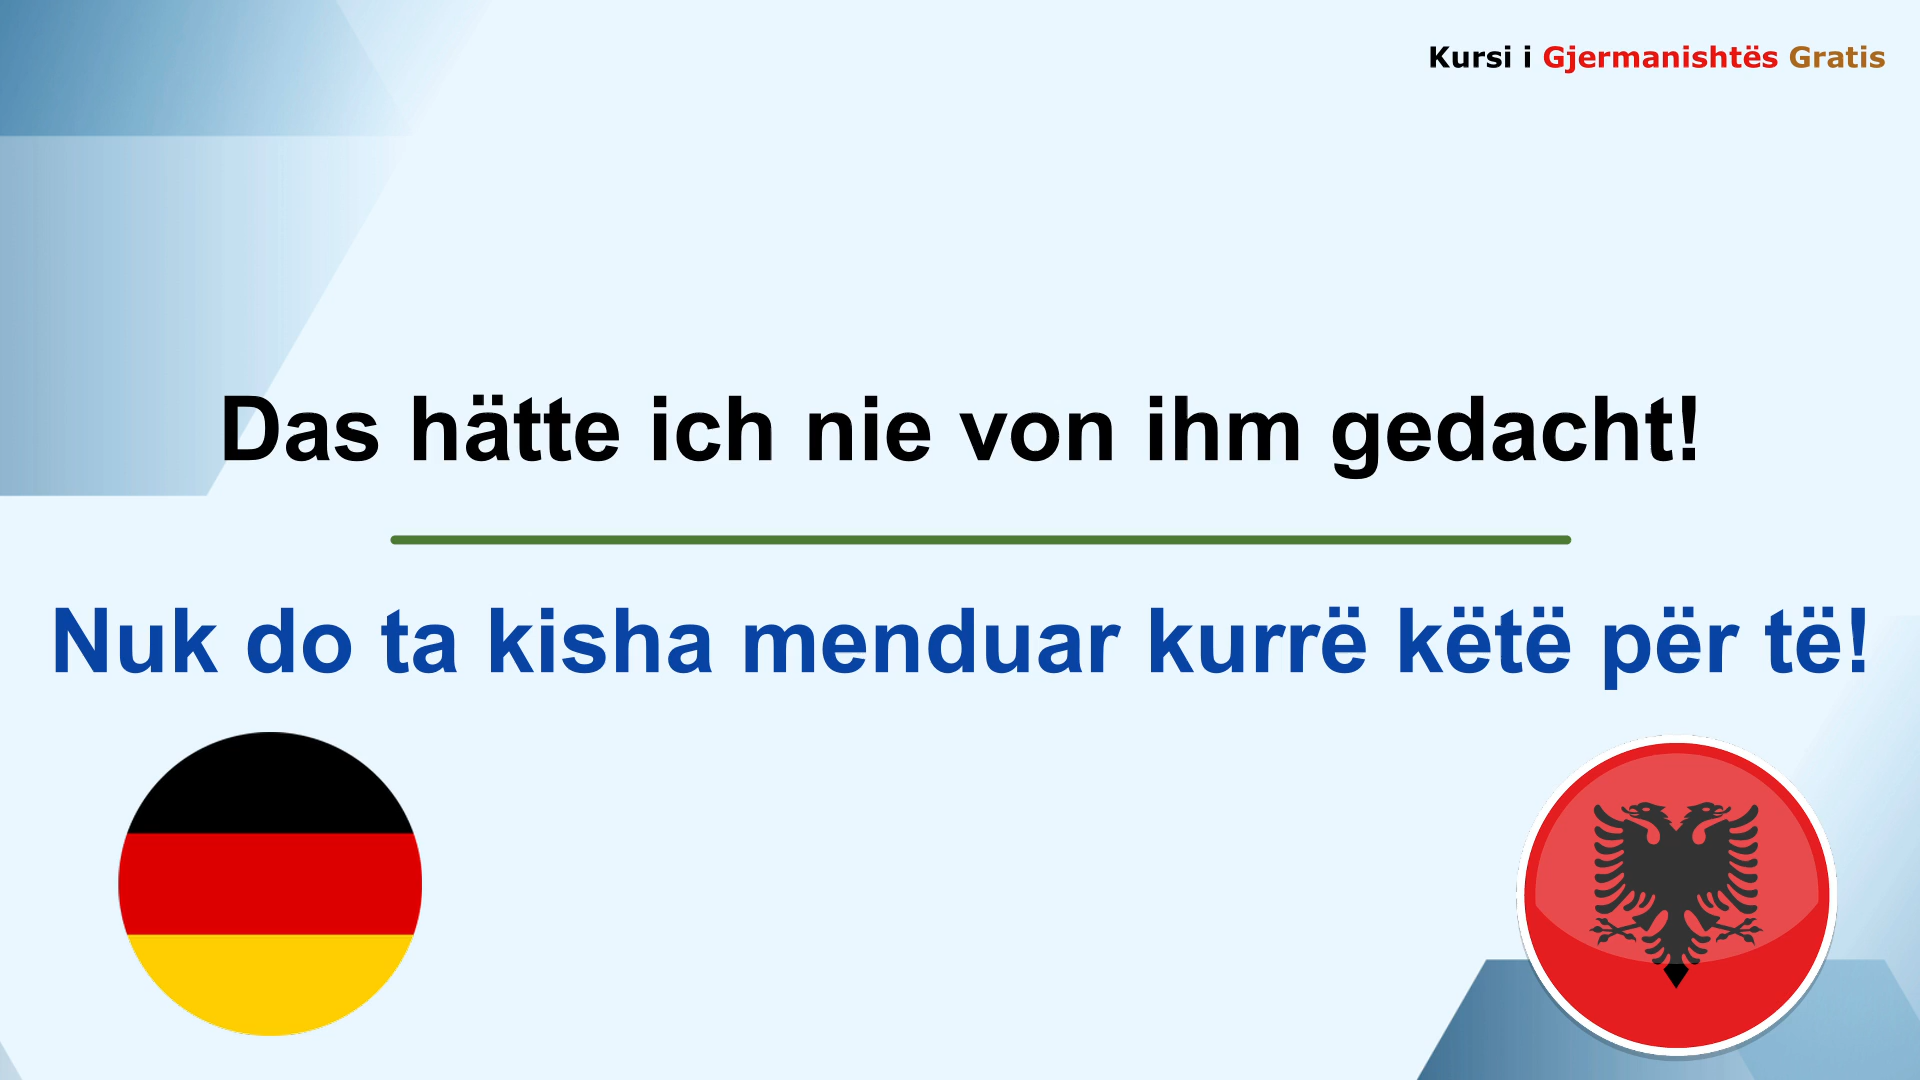 Kursi i Gjermanishtës Gratis
Das hätte ich nie von ihm gedacht!
Nuk do ta kisha menduar kurrë këtë për të!